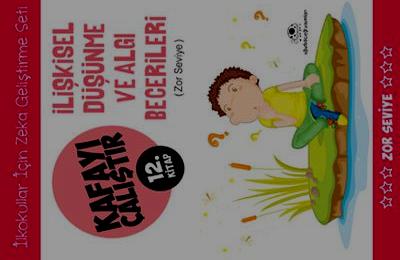 İlkokullar İçin Zeka Geliştirme Seti
KAFAYI
ÇALIŞTIR
12.
KİTAP
İLİŞKİSEL
DÜŞÜNME
VE ALGI
BECERİLERİ
(Zor Seviye)
ZOR SEVİYE